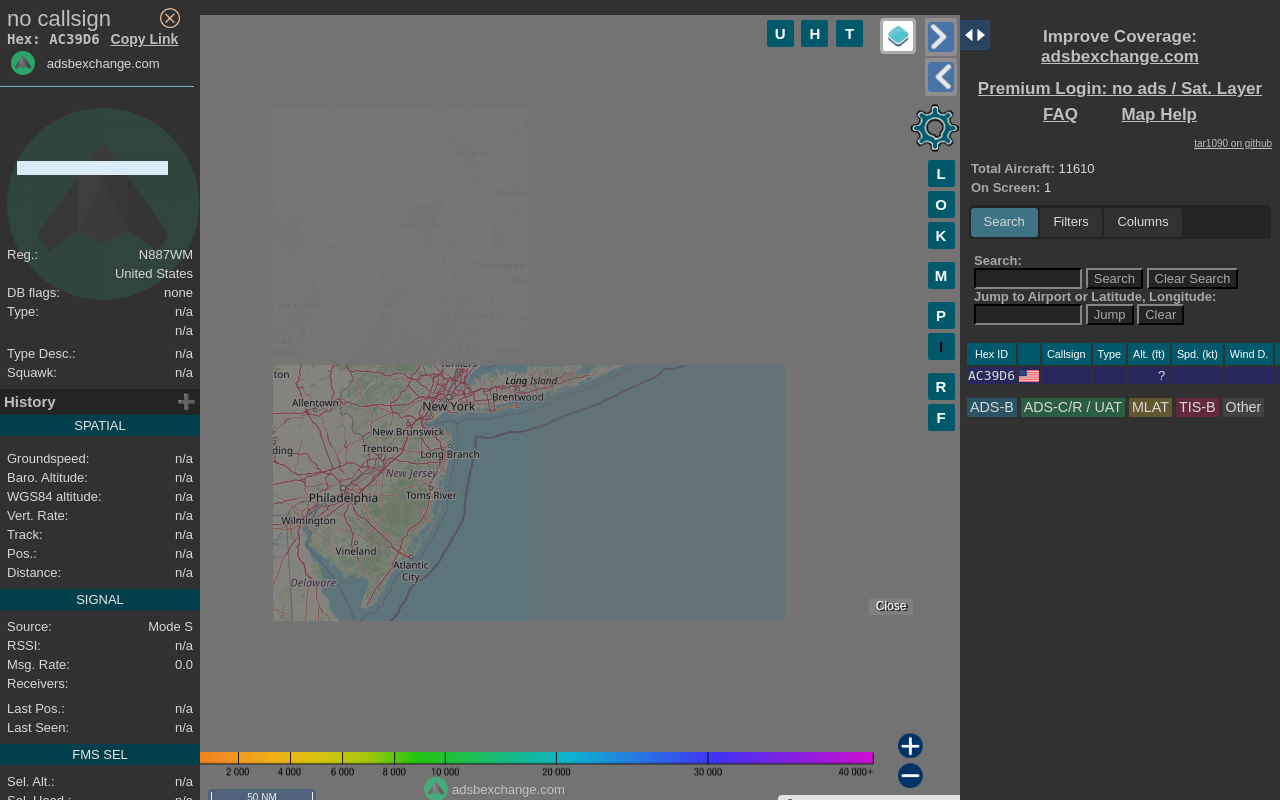 no callsign
Hex: AC39D6 Copy Link
adsbexchange.com
Reg.: N887WM
United States
DB flags: none
Type: n/a
n/a
Type Desc.: n/a
Squawk: n/a
History
SPATIAL
Groundspeed: n/a
Baro. Altitude: n/a
WGS84 altitude: n/a
Vert. Rate: n/a
Track: n/a
Pos.: n/a
Distance: n/a
SIGNAL
Source: Mode S
RSSI: n/a
Msg. Rate: 0.0
Receivers:
Last Pos.: n/a
Last Seen: n/a
FMS SEL
Sel. Alt.: n/a
U H T
L
O
K
M
P
I
R
F
Albany
Torrington
Scranton
Danbury
ton
Yonkers
Long Island
Allentown
New York
Brentwood
New Brunswick
ding
Trenton
Long Branch
New Jersey
Philadelphia
Toms River
Wilmington
Vineland
Atlantic
City
Delaware
Close
2 000 4 000 6 000 8 000 10 000 20 000 30 000 40 000+
adsbexchange.com
50 NM
Improve Coverage:
adsbexchange.com
Premium Login: no ads / Sat. Layer
FAQ Map Help
tar1090 on github
Total Aircraft: 11610
On Screen: 1
Search Filters Columns
Search:
Search Clear Search
Jump to Airport or Latitude, Longitude:
Jump Clear
Hex ID Callsign Type Alt. (ft) Spd. (kt) Wind D.
AC39D6 ?
ADS-B ADS-C/R / UAT MLAT TIS-B Other